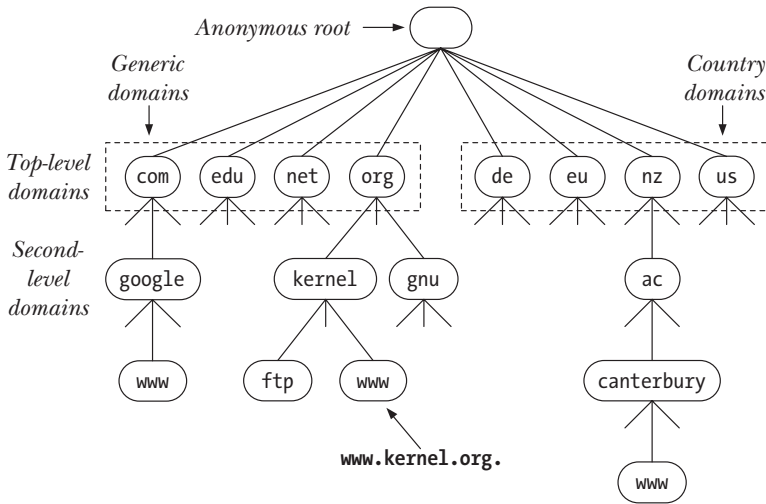 Anonymous root
Generic
domains
Country
domains
Top-level
domains
com edu net org de eu nz us
Second-
level
domains
google kernel gnu ac
www ftp www canterbury
www.kernel.org.
www